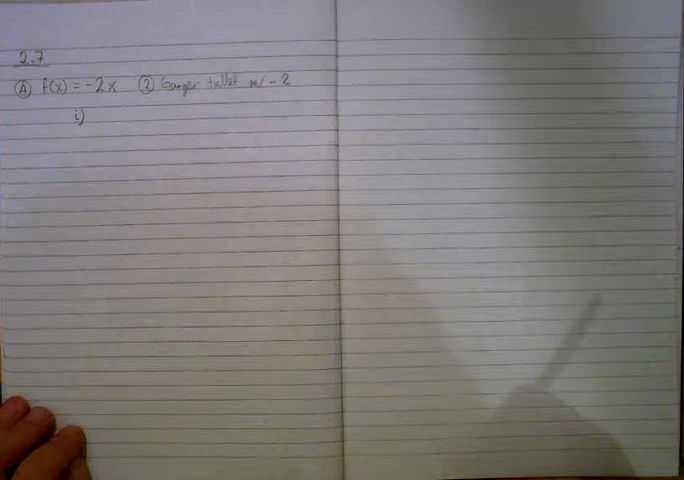 2.7
Ⓐ f(x) = -2x ② Ganger tallet m -2
i)